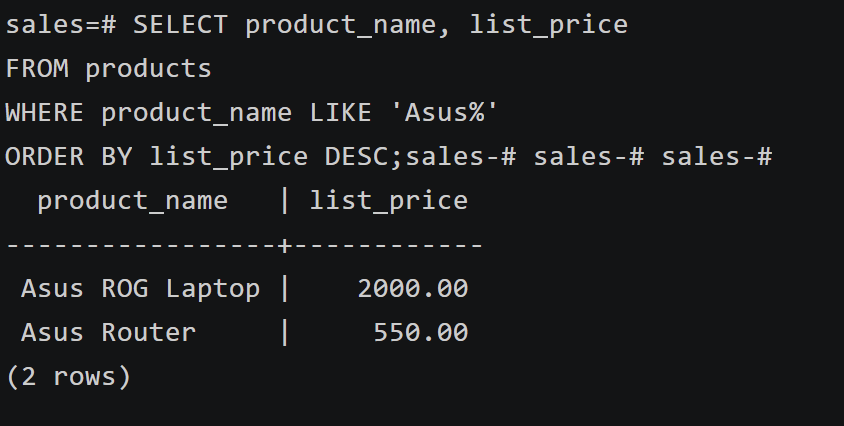 sales=# SELECT product_name, list_price
FROM products
WHERE product_name LIKE 'Asus%'
ORDER BY list_price DESC;sales-# sales-# sales-#
  product_name   | list_price
-----------------+------------
 Asus ROG Laptop |    2000.00
 Asus Router     |     550.00
(2 rows)